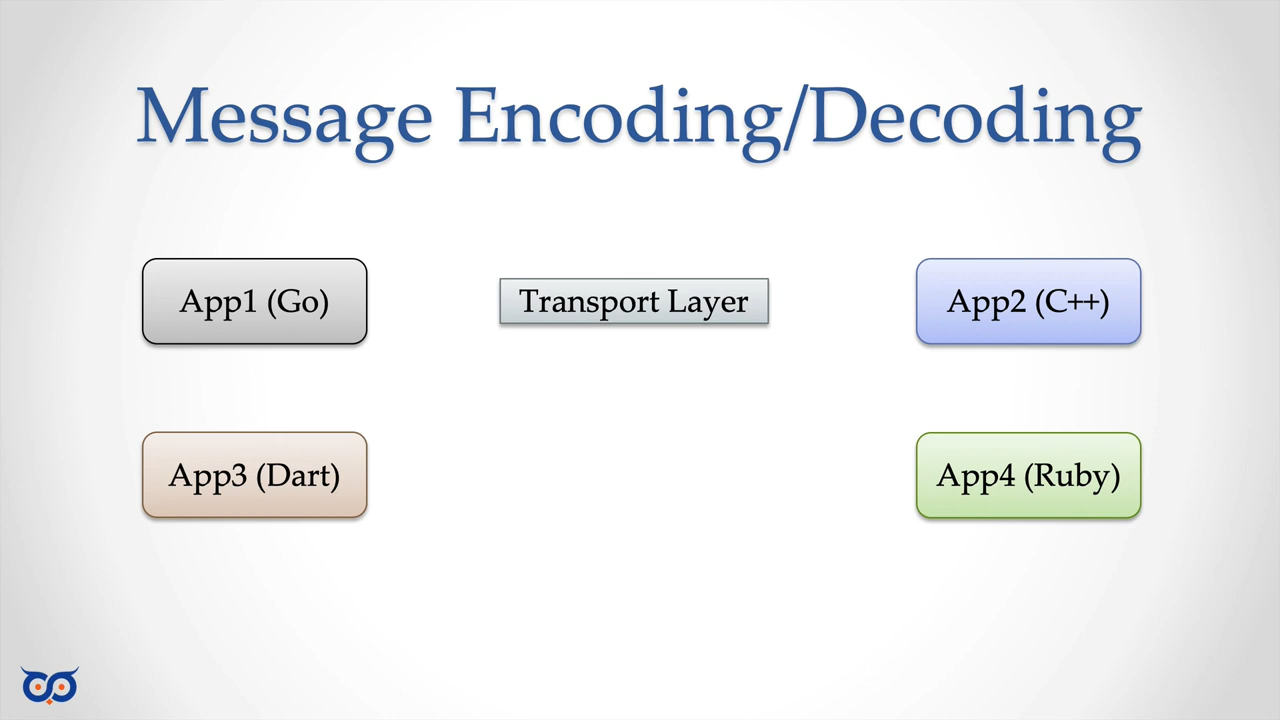 Message Encoding/Decoding
App1 (Go)
Transport Layer
App2 (C++)
App3 (Dart)
App4 (Ruby)